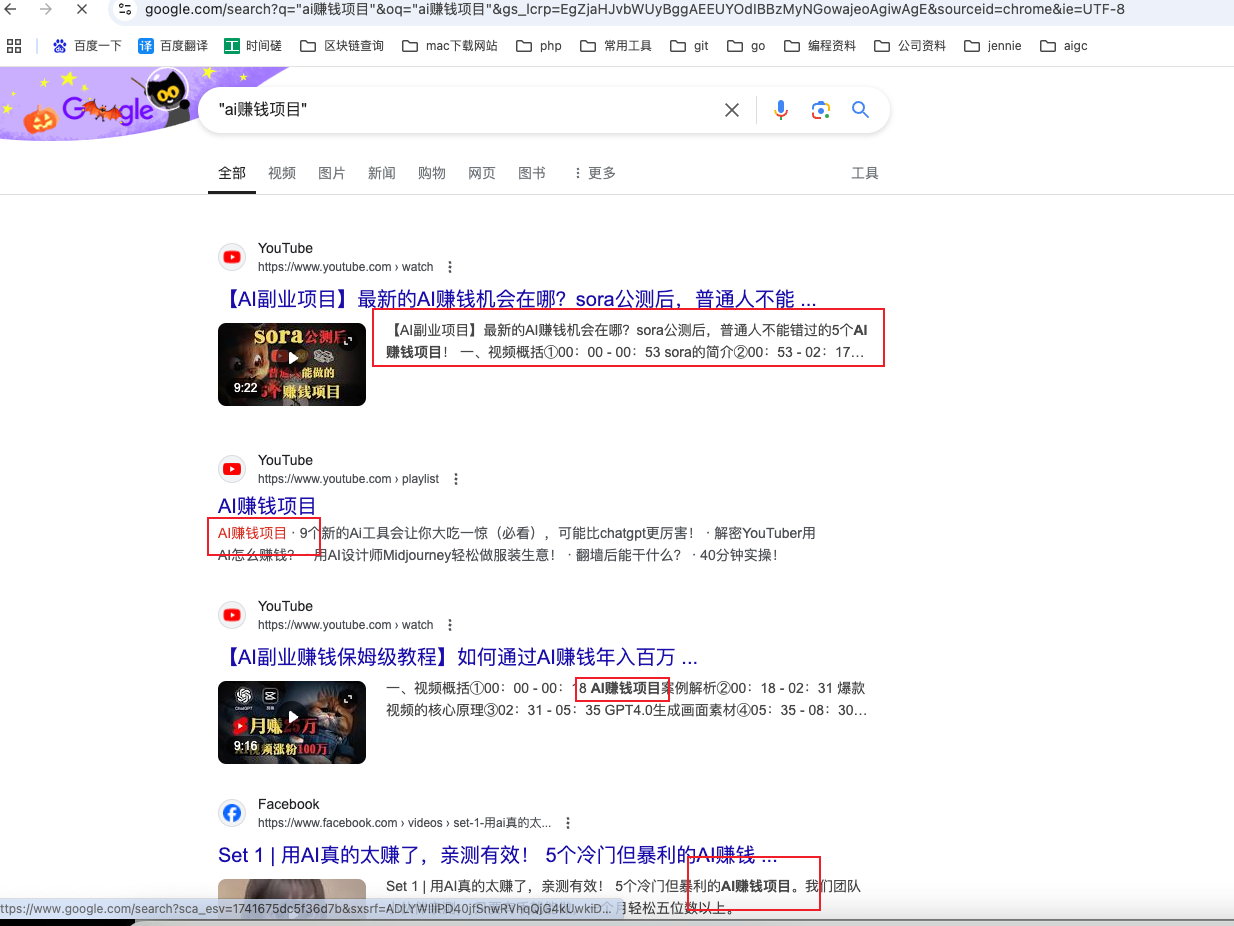 google.com/search?q="ai赚钱项目"&oq="ai赚钱项目"&gs_lcrp=EgZjaHJvbWUyBggAEEUYOdIBBzMyNGowajeoAgiwAgE&sourceid=chrome&ie=UTF-8
百度一下 译 百度翻译 工 时间磋 区块链查询 mac下载网站 php 常用工具 git go 编程资料 公司资料 jennie aigc
Google
"ai赚钱项目"
全部 视频 图片 新闻 购物 网页 图书 更多 工具
YouTube
https://www.youtube.com › watch
【AI副业项目】最新的AI赚钱机会在哪？sora公测后，普通人不能 ...
sora公测后
普通人能做的
5个赚钱项目
9:22
【AI副业项目】最新的AI赚钱机会在哪？sora公测后，普通人不能错过的5个AI
赚钱项目！ 一、视频概括①00：00 - 00：53 sora的简介②00：53 - 02：17…
YouTube
https://www.youtube.com › playlist
AI赚钱项目
AI赚钱项目 · 9个新的Ai工具会让你大吃一惊（必看），可能比chatgpt更厉害！ · 解密YouTuber用
AI怎么赚钱？ · 用AI设计师Midjourney轻松做服装生意！ · 翻墙后能干什么？ · 40分钟实操！
YouTube
https://www.youtube.com › watch
【AI副业赚钱保姆级教程】如何通过AI赚钱年入百万 ...
ChatGPT 剪映
月赚25万
AI视频涨粉100万
9:16
一、视频概括①00：00 - 00：18 AI赚钱项目案例解析②00：18 - 02：31 爆款
视频的核心原理③02：31 - 05：35 GPT4.0生成画面素材④05：35 - 08：30…
Facebook
https://www.facebook.com › videos › set-1-用ai真的太...
Set 1 | 用AI真的太赚了，亲测有效！ 5个冷门但暴利的AI赚钱 ...
Set 1 | 用AI真的太赚了，亲测有效！ 5个冷门但暴利的AI赚钱项目。我们团队
个月轻松五位数以上。
ttps://www.google.com/search?sca_esv=1741675dc5f36d7b&sxsrf=